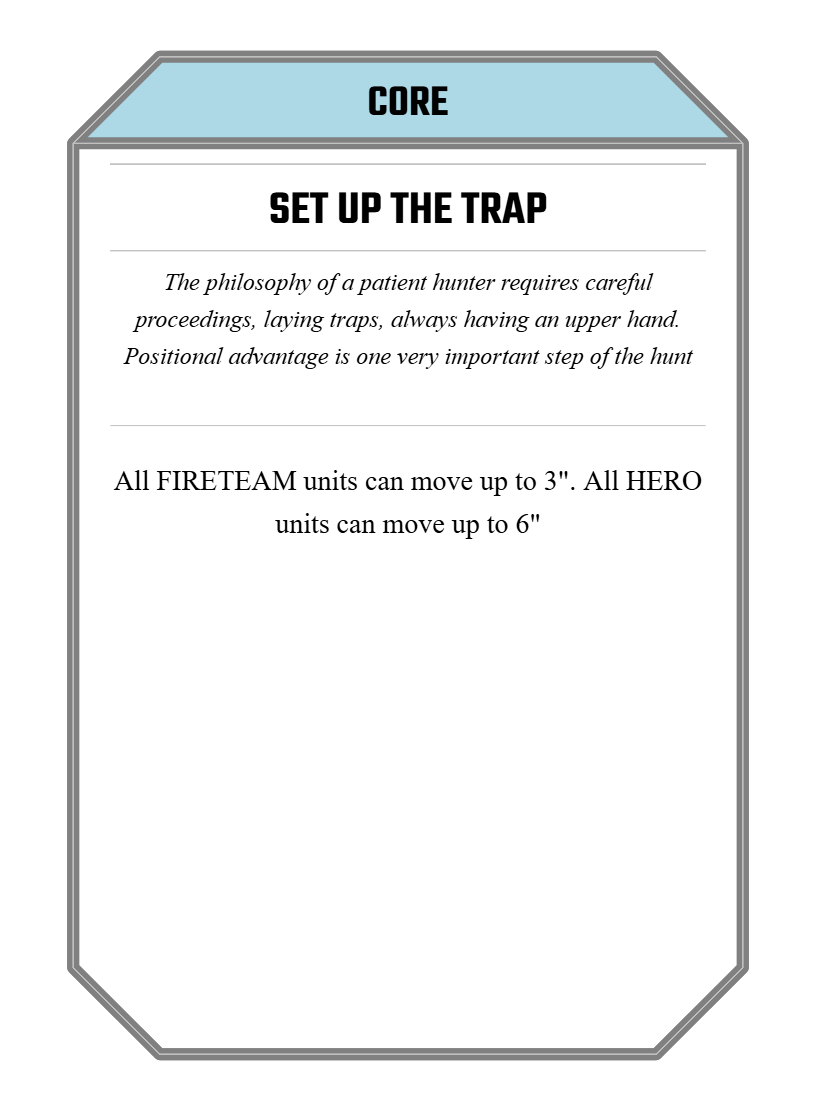 CORE
SET UP THE TRAP
The philosophy of a patient hunter requires careful
proceedings, laying traps, always having an upper hand.
Positional advantage is one very important step of the hunt
All FIRETEAM units can move up to 3". All HERO
units can move up to 6"